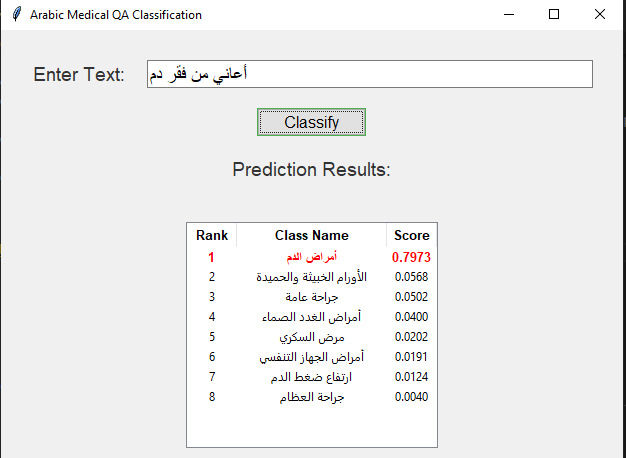 Arabic Medical QA Classification
Enter Text: أعاني من فقر دم
Classify
Prediction Results:
Rank Class Name Score
1 أمراض الدم 0.7973
2 الأورام الخبيثة والحميدة 0.0568
3 جراحة عامة 0.0502
4 أمراض الغدد الصماء 0.0400
5 مرض السكري 0.0202
6 أمراض الجهاز التنفسي 0.0191
7 ارتفاع ضغط الدم 0.0124
8 جراحة العظام 0.0040